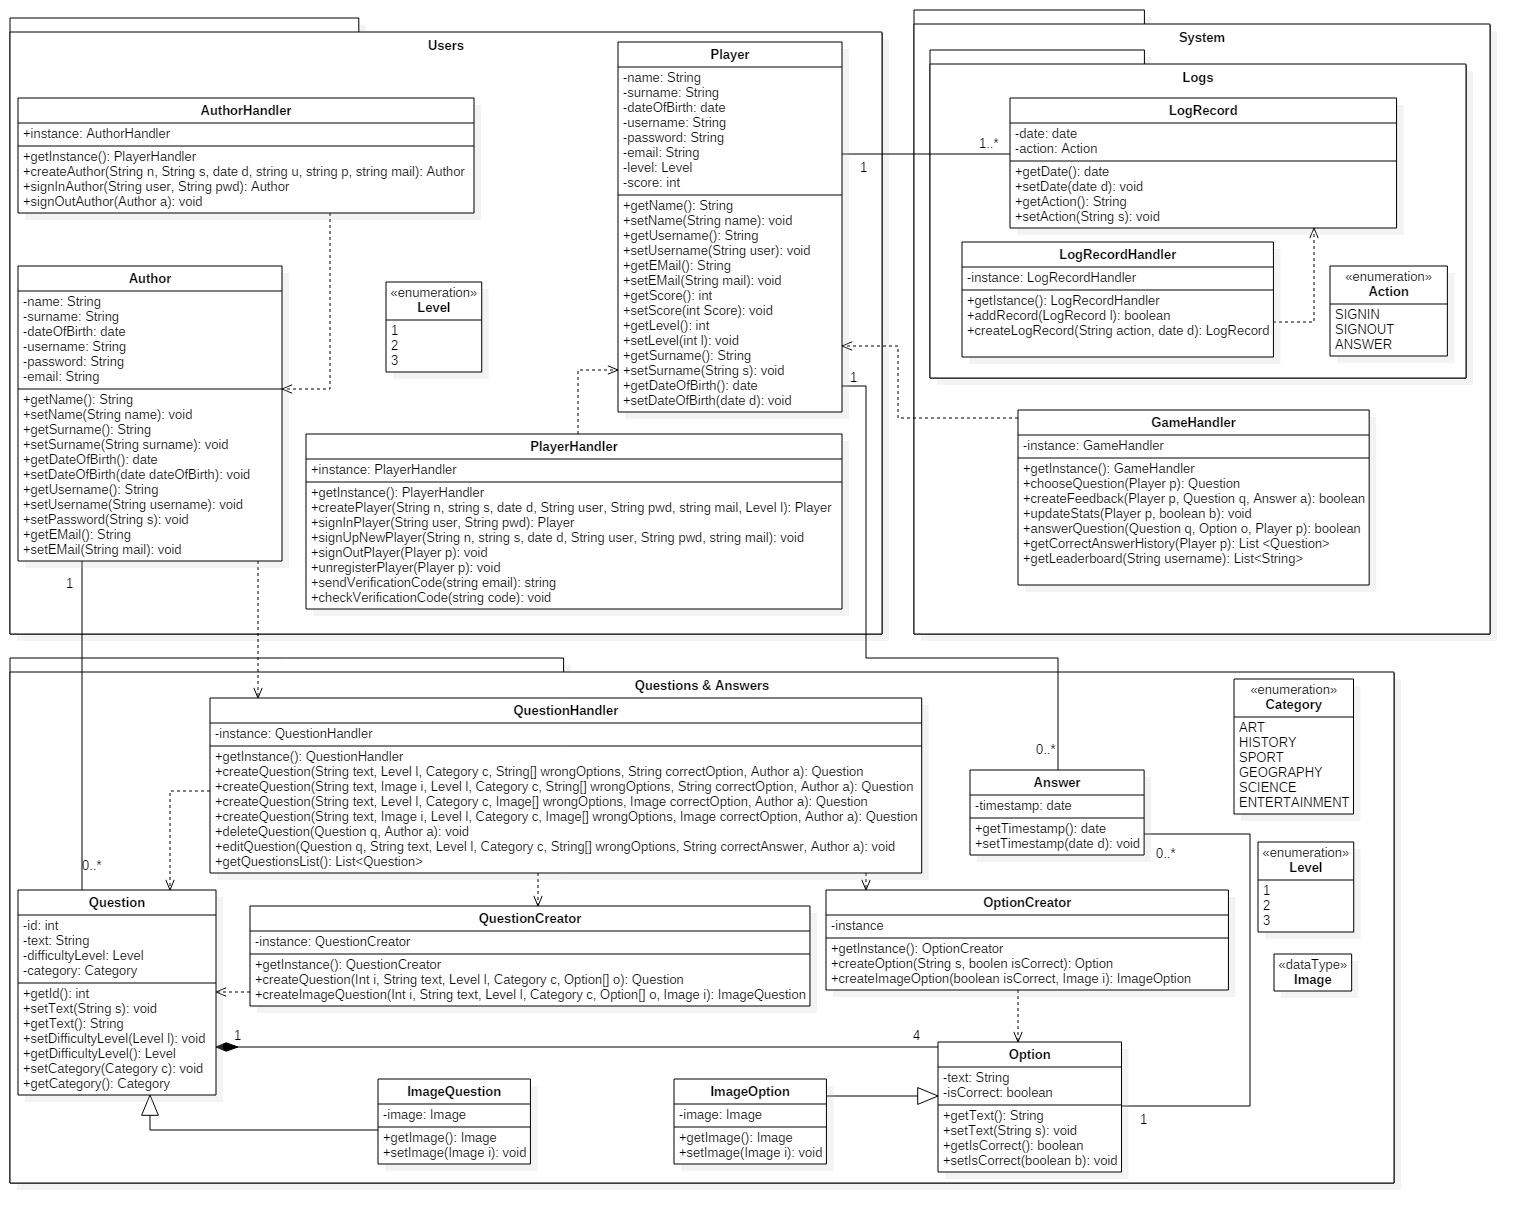 Users
AuthorHandler
+instance: AuthorHandler
+getInstance(): PlayerHandler
+createAuthor(String n, String s, date d, string u, string p, string mail): Author
+signInAuthor(String user, String pwd): Author
+signOutAuthor(Author a): void
Author
-name: String
-surname: String
-dateOfBirth: date
-username: String
-password: String
-email: String
+getName(): String
+setName(String name): void
+getSurname(): String
+setSurname(String surname): void
+getDateOfBirth(): date
+setDateOfBirth(date dateOfBirth): void
+getUsername(): String
+setUsername(String username): void
+setPassword(String s): void
+getEMail(): String
+setEMail(String mail): void
«enumeration»
Level
1
2
3
Player
-name: String
-surname: String
-dateOfBirth: date
-username: String
-password: String
-email: String
-level: Level
-score: int
+getName(): String
+setName(String name): void
+getUsername(): String
+setUsername(String user): void
+getEMail(): String
+setEMail(String mail): void
+getScore(): int
+setScore(int Score): void
+getLevel(): int
+setLevel(int l): void
+getSurname(): String
+setSurname(String s): void
+getDateOfBirth(): date
+setDateOfBirth(date d): void
PlayerHandler
+instance: PlayerHandler
+getInstance(): PlayerHandler
+createPlayer(String n, string s, date d, String user, String pwd, string mail, Level l): Player
+signInPlayer(String user, String pwd): Player
+signUpNewPlayer(String n, string s, date d, String user, String pwd, string mail): void
+signOutPlayer(Player p): void
+unregisterPlayer(Player p): void
+sendVerificationCode(string email): string
+checkVerificationCode(string code): void
1
1..*
1
1
System
Logs
LogRecord
-date: date
-action: Action
+getDate(): date
+setDate(date d): void
+getAction(): String
+setAction(String s): void
LogRecordHandler
-instance: LogRecordHandler
+getIstance(): LogRecordHandler
+addRecord(LogRecord l): boolean
+createLogRecord(String action, date d): LogRecord
«enumeration»
Action
SIGNIN
SIGNOUT
ANSWER
GameHandler
-instance: GameHandler
+getInstance(): GameHandler
+chooseQuestion(Player p): Question
+createFeedback(Player p, Question q, Answer a): boolean
+updateStats(Player p, boolean b): void
+answerQuestion(Question q, Option o, Player p): boolean
+getCorrectAnswerHistory(Player p): List <Question>
+getLeaderboard(String username): List<String>
Questions & Answers
QuestionHandler
-instance: QuestionHandler
+getInstance(): QuestionHandler
+createQuestion(String text, Level l, Category c, String[] wrongOptions, String correctOption, Author a): Question
+createQuestion(String text, Image i, Level l, Category c, String[] wrongOptions, String correctOption, Author a): Question
+createQuestion(String text, Level l, Category c, Image[] wrongOptions, Image correctOption, Author a): Question
+createQuestion(String text, Image i, Level l, Category c, Image[] wrongOptions, Image correctOption, Author a): Question
+deleteQuestion(Question q, Author a): void
+editQuestion(Question q, String text, Level l, Category c, String[] wrongOptions, String correctAnswer, Author a): void
+getQuestionsList(): List<Question>
0..*
Answer
-timestamp: date
+getTimestamp(): date
+setTimestamp(date d): void
0..*
«enumeration»
Category
ART
HISTORY
SPORT
GEOGRAPHY
SCIENCE
ENTERTAINMENT
«enumeration»
Level
1
2
3
«dataType»
Image
0..*
Question
-id: int
-text: String
-difficultyLevel: Level
-category: Category
+getId(): int
+setText(String s): void
+getText(): String
+setDifficultyLevel(Level l): void
+getDifficultyLevel(): Level
+setCategory(Category c): void
+getCategory(): Category
QuestionCreator
-instance: QuestionCreator
+getInstance(): QuestionCreator
+createQuestion(Int i, String text, Level l, Category c, Option[] o): Question
+createImageQuestion(Int i, String text, Level l, Category c, Option[] o, Image i): ImageQuestion
OptionCreator
-instance
+getInstance(): OptionCreator
+createOption(String s, boolen isCorrect): Option
+createImageOption(boolean isCorrect, Image i): ImageOption
1
4
ImageQuestion
-image: Image
+getImage(): Image
+setImage(Image i): void
ImageOption
-image: Image
+getImage(): Image
+setImage(Image i): void
Option
-text: String
-isCorrect: boolean
+getText(): String
+setText(String s): void
+getIsCorrect(): boolean
+setIsCorrect(boolean b): void
1